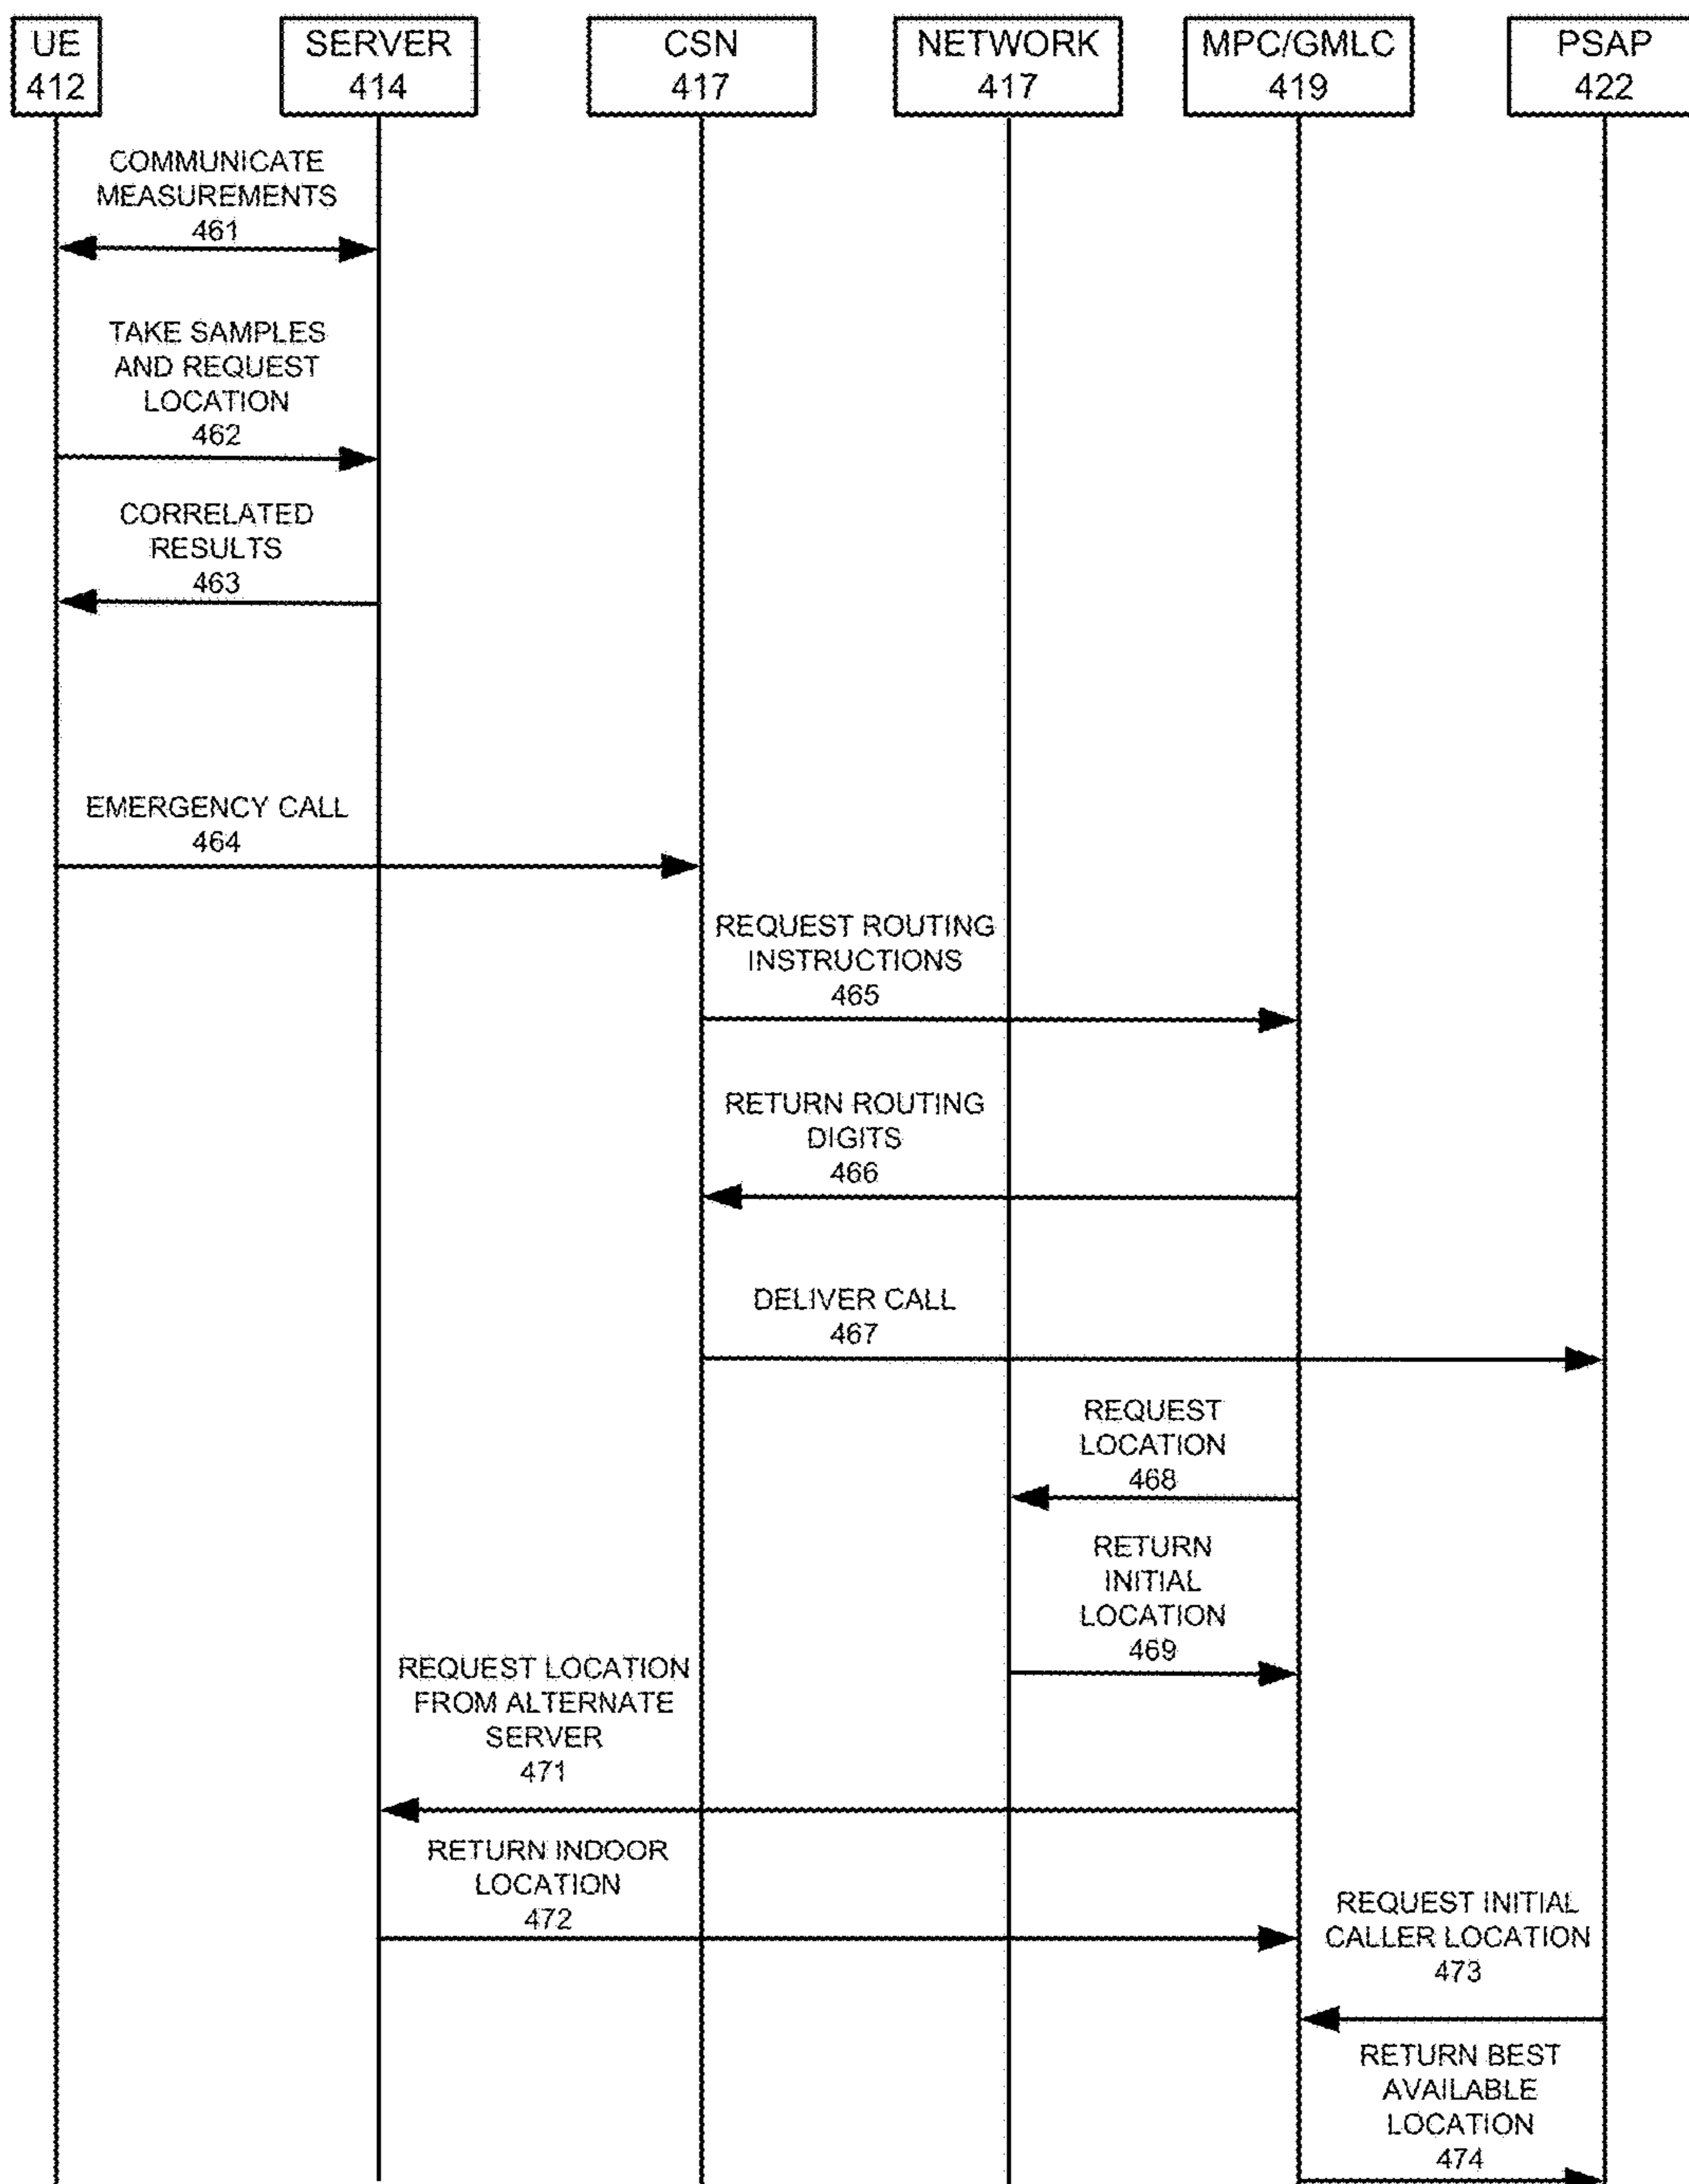 UE
412
SERVER
414
CSN
417
NETWORK
417
MPC/GMLC
419
PSAP
422
COMMUNICATE
MEASUREMENTS
461
TAKE SAMPLES
AND REQUEST
LOCATION
462
CORRELATED
RESULTS
463
EMERGENCY CALL
464
REQUEST ROUTING
INSTRUCTIONS
465
RETURN ROUTING
DIGITS
466
DELIVER CALL
467
REQUEST
LOCATION
468
RETURN
INITIAL
LOCATION
469
REQUEST LOCATION
FROM ALTERNATE
SERVER
471
RETURN INDOOR
LOCATION
472
REQUEST INITIAL
CALLER LOCATION
473
RETURN BEST
AVAILABLE
LOCATION
474